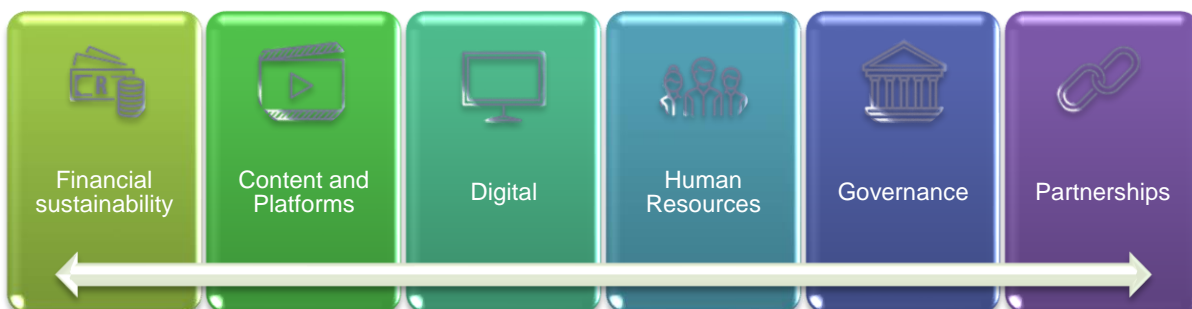 R
Financial
sustainability
Content and
Platforms
Digital
Human
Resources
Governance
Partnerships